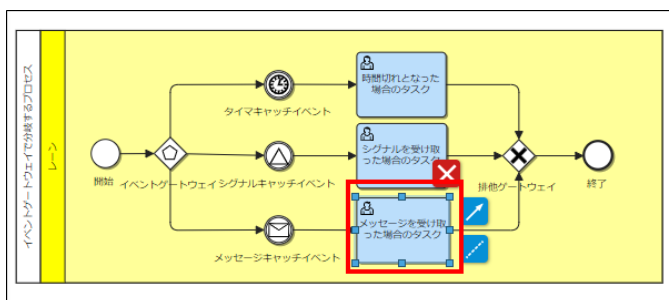 イベントゲートウェイで分岐するプロセス
レーン
時間切れとなった
場合のタスク
タイマキャッチイベント
シグナルを受け取
った場合のタスク
開始
イベントゲートウェイ
シグナルキャッチイベント
排他ゲートウェイ
終了
メッセージを受け取
った場合のタスク
メッセージキャッチイベント